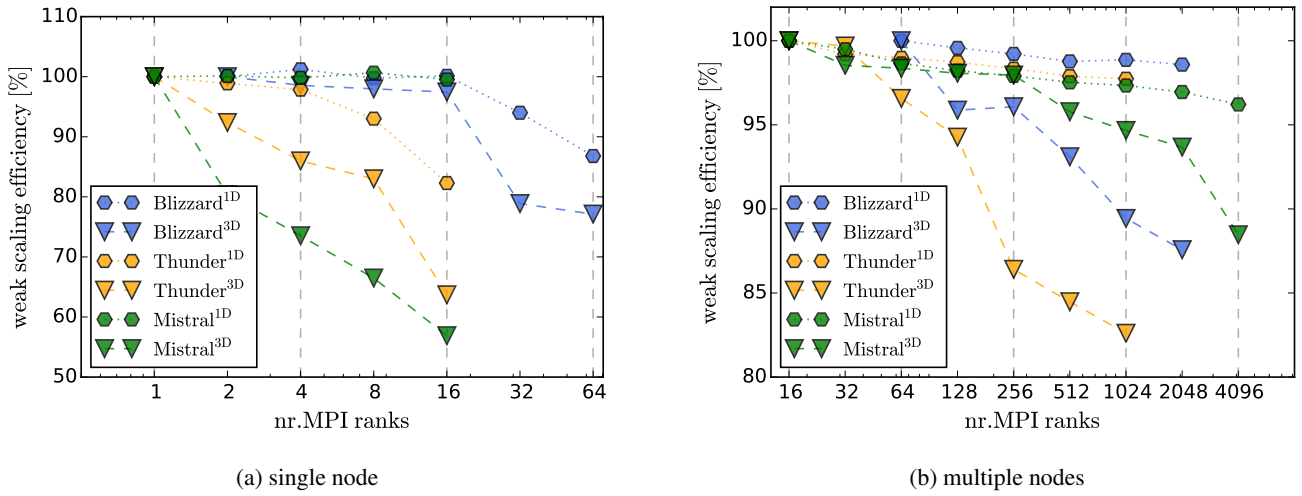 110
100
90
80
70
60
50
weak scaling efficiency [%]
Blizzard1D
Blizzard3D
Thunder1D
Thunder3D
Mistral1D
Mistral3D
1 2 4 8 16 32 64
nr.MPI ranks
(a) single node
100
95
90
85
80
weak scaling efficiency [%]
Blizzard1D
Blizzard3D
Thunder1D
Thunder3D
Mistral1D
Mistral3D
16 32 64 128 256 512 1024 2048 4096
nr.MPI ranks
(b) multiple nodes